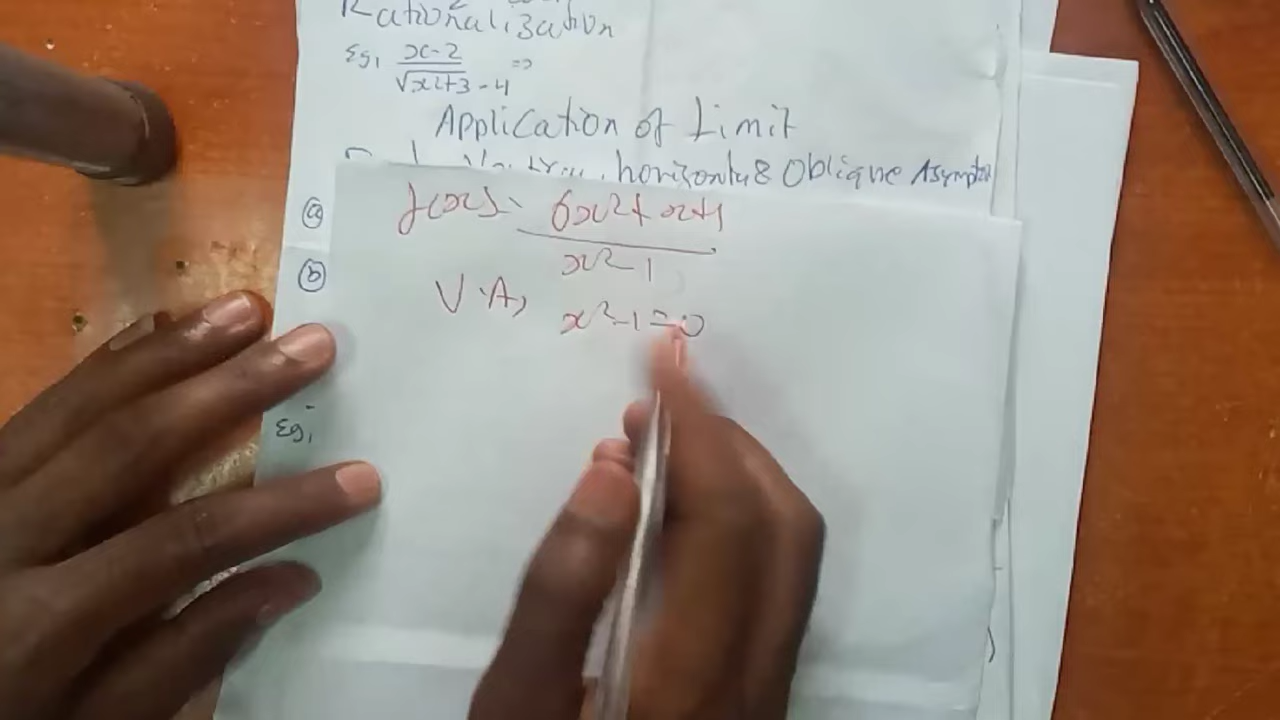 Rationalization
Eg, x-2 / √x²+3 - 4 =>
Application of Limit
horizontal & Oblique Asympto
(a) f(x) = 6x²+x+1 / x²-1
(b) V.A, x²-1=0
Eg,